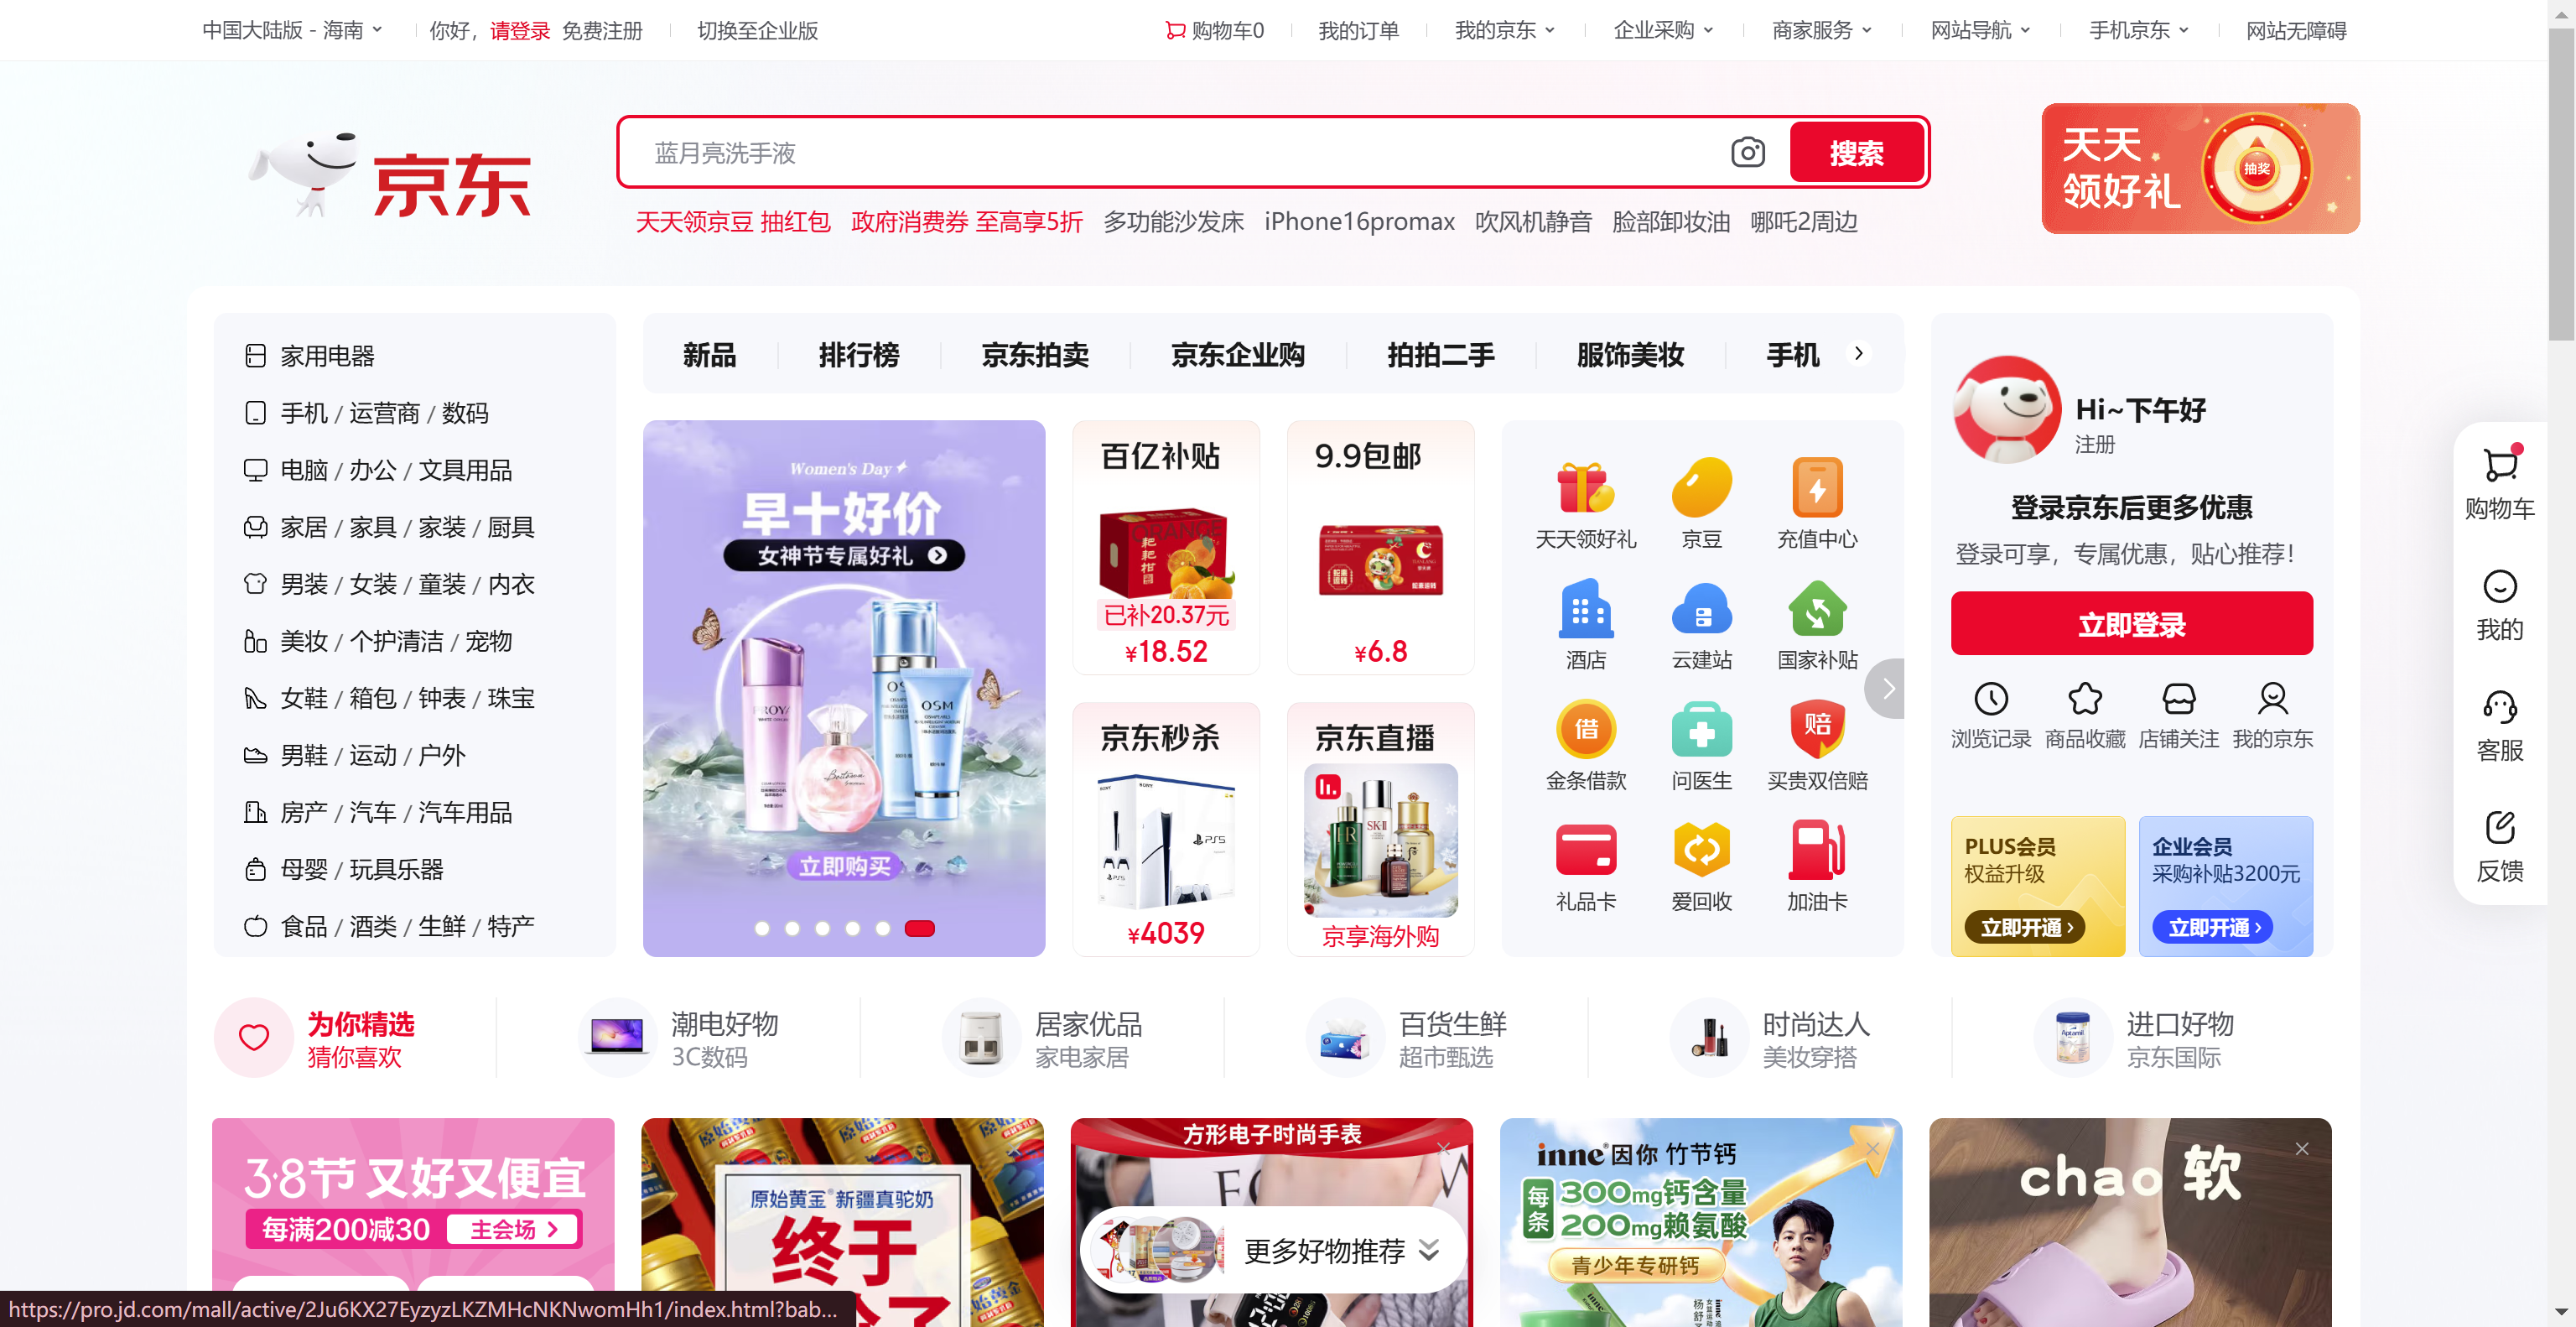 中国大陆版 - 海南
你好，请登录 免费注册
切换至企业版
购物车0
我的订单
我的京东
企业采购
商家服务
网站导航
手机京东
网站无障碍
京东
蓝月亮洗手液
搜索
天天领好礼
抽奖
天天领京豆 抽红包 政府消费券 至高享5折 多功能沙发床 iPhone16promax 吹风机静音 脸部卸妆油 哪吒2周边
家用电器
手机 / 运营商 / 数码
电脑 / 办公 / 文具用品
家居 / 家具 / 家装 / 厨具
男装 / 女装 / 童装 / 内衣
美妆 / 个护清洁 / 宠物
女鞋 / 箱包 / 钟表 / 珠宝
男鞋 / 运动 / 户外
房产 / 汽车 / 汽车用品
母婴 / 玩具乐器
食品 / 酒类 / 生鲜 / 特产
新品
排行榜
京东拍卖
京东企业购
拍拍二手
服饰美妆
手机
Women's Day
早十好价
女神节专属好礼
PROYA
OSM
立即购买
百亿补贴
ORANGE
耙耙柑
已补20.37元
¥18.52
9.9包邮
¥6.8
京东秒杀
SONY
PS5
¥4039
京东直播
SK-II
京享海外购
天天领好礼
京豆
充值中心
酒店
云建站
国家补贴
借
金条借款
问医生
赔
买贵双倍赔
礼品卡
爱回收
加油卡
Hi~下午好
注册
登录京东后更多优惠
登录可享，专属优惠，贴心推荐！
立即登录
浏览记录
商品收藏
店铺关注
我的京东
PLUS会员
权益升级
立即开通 ›
企业会员
采购补贴3200元
立即开通 ›
购物车
我的
客服
反馈
为你精选
猜你喜欢
潮电好物
3C数码
居家优品
家电家居
百货生鲜
超市甄选
时尚达人
美妆穿搭
Aptamil
进口好物
京东国际
3·8节 又好又便宜
每满200减30
主会场
原始黄金 新疆真驼奶
终于
方形电子时尚手表
更多好物推荐
inne® 因你 竹节钙
每条
300mg钙含量
200mg赖氨酸
青少年专研钙
chao 软
https://pro.jd.com/mall/active/2Ju6KX27EyzyzLKZMHcNKNwomHh1/index.html?bab...